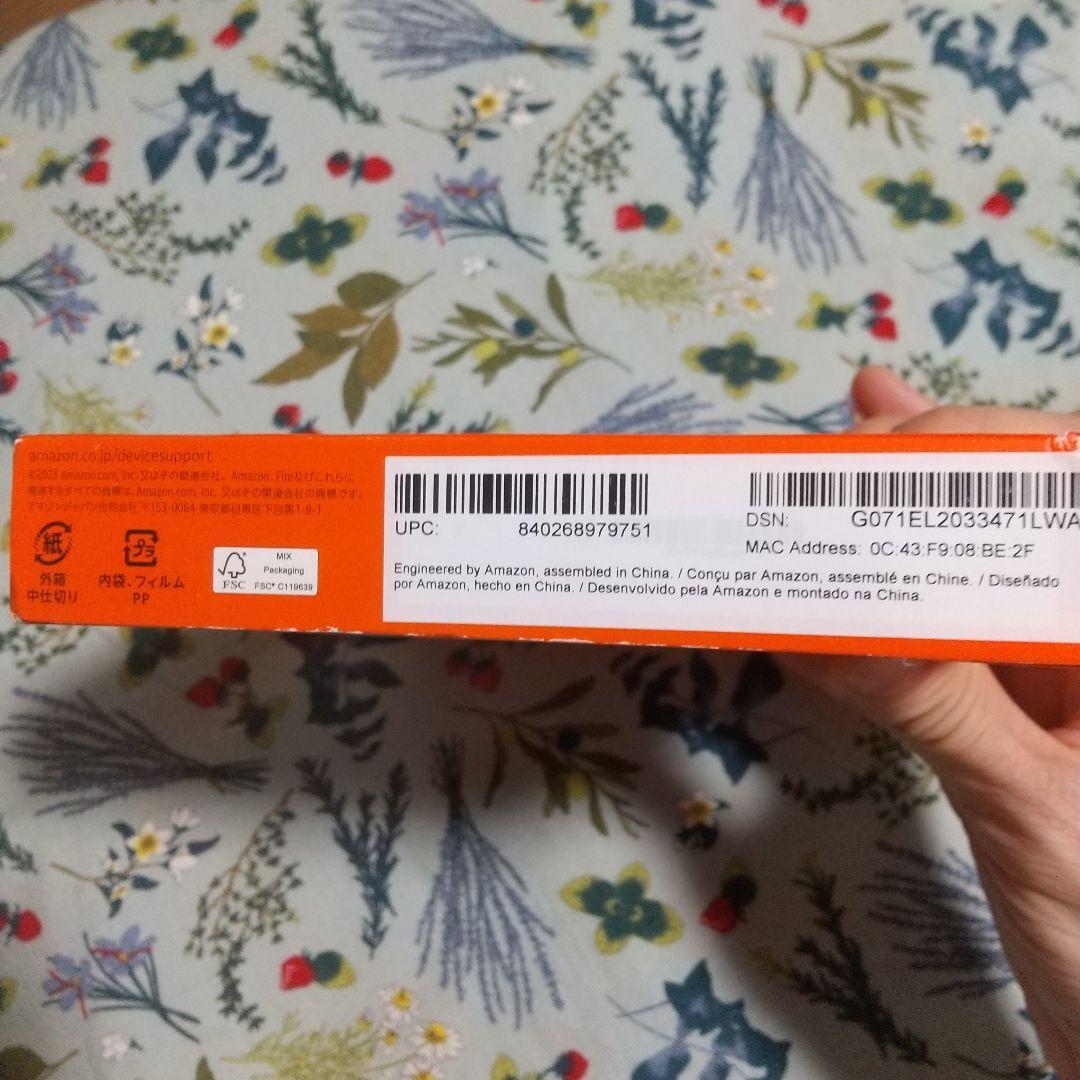 amazon.co.jp/devicesupport
©2023 Amazon.com, Inc. 又はその関連会社。Amazon、Fire及びこれらに
関連するすべての商標は、Amazon.com, Inc. 又はその関連会社の商標です。
アマゾンジャパン合同会社 〒153-0064 東京都目黒区下目黒1-8-1
紙
外箱
中仕切り
プラ
内袋、フィルム
PP
FSC
MIX
Packaging
FSC® C119639
UPC: 840268979751
DSN: G071EL2033471LWA
MAC Address: 0C:43:F9:08:BE:2F
Engineered by Amazon, assembled in China. / Conçu par Amazon, assemblé en Chine. / Diseñado
por Amazon, hecho en China. / Desenvolvido pela Amazon e montado na China.